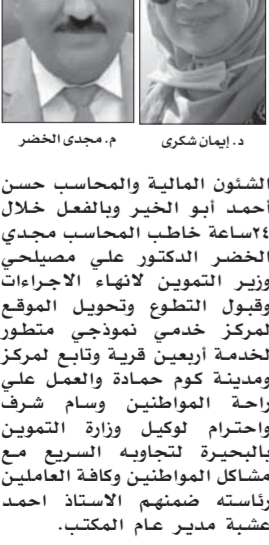 د. إيمان شكرى
م. مجدى الخضر
الشئون المالية والمحاسب حسن
أحمد أبو الخير وبالفعل خلال
٢٤ساعة خاطب المحاسب مجدي
الخضر الدكتور علي مصيلحي
وزير التموين لانهاء الاجراءات
وقبول التطوع وتحويل الموقع
لمركز خدمي نموذجي متطور
لخدمة أربعين قرية وتابع لمركز
ومدينة كوم حمادة والعمل علي
راحة المواطنين وسام شرف
واحترام لوكيل وزارة التموين
بالبحيرة لتجاوبه السريع مع
مشاكل المواطنين وكافة العاملين
رئاسته ضمنهم الاستاذ احمد
عشبة مدير عام المكتب.